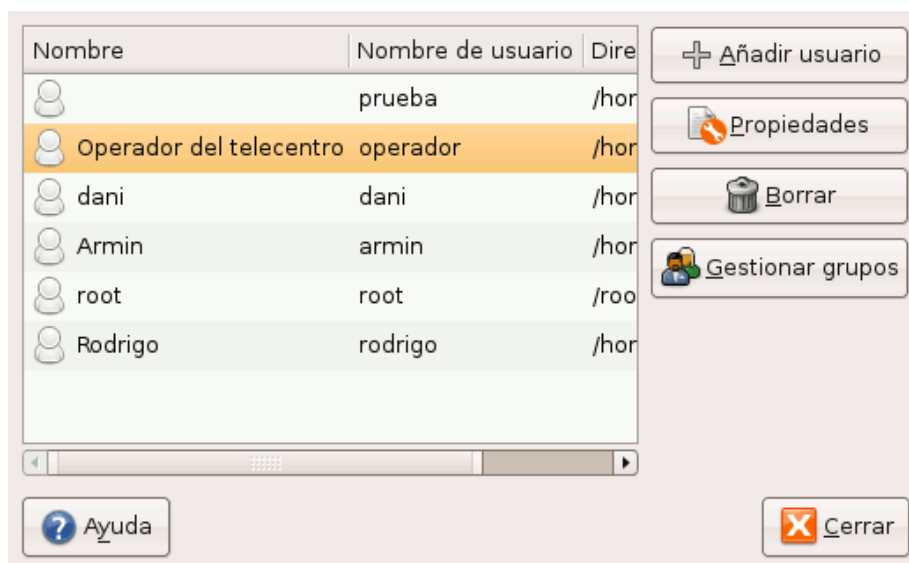 Nombre Nombre de usuario Dire
prueba /hor
Operador del telecentro operador /hor
dani dani /hor
Armin armin /hor
root root /roo
Rodrigo rodrigo /hor
Añadir usuario
Propiedades
Borrar
Gestionar grupos
Ayuda
Cerrar